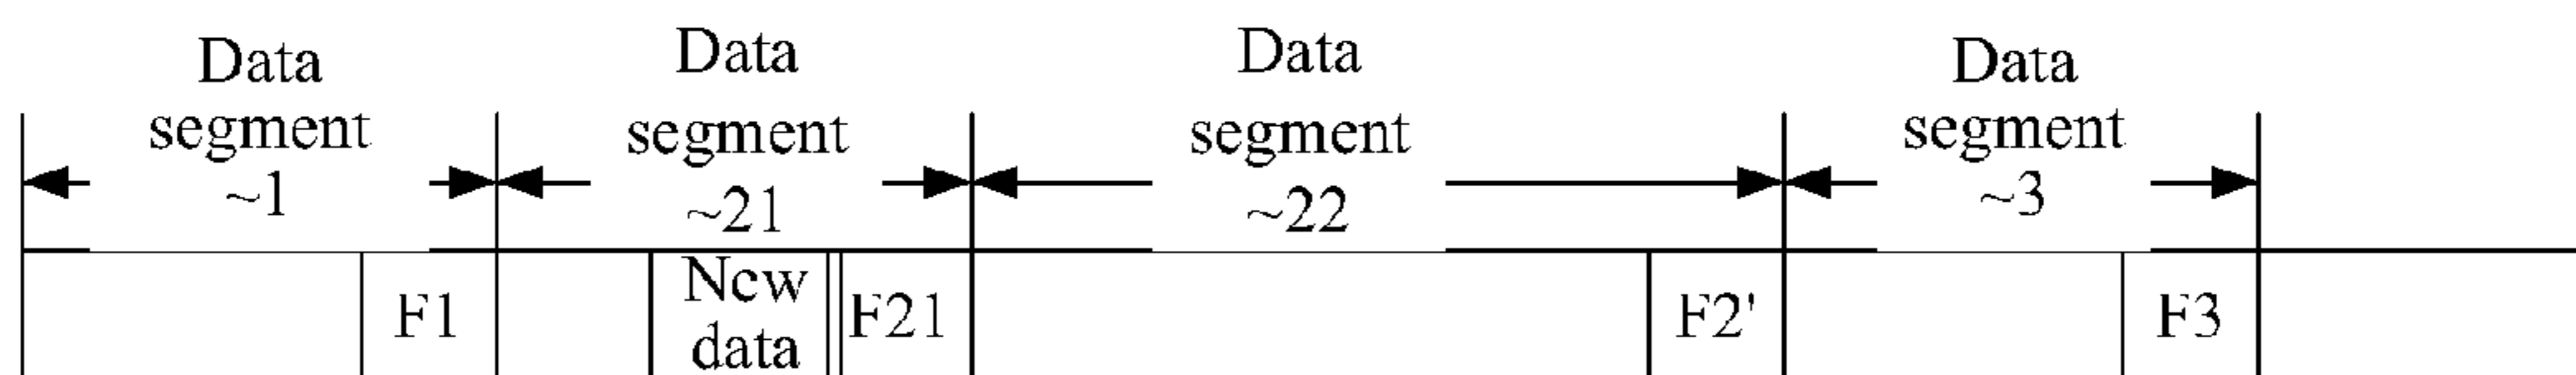 Data
segment
~1
Data
segment
~21
Data
segment
~22
Data
segment
~3
F1
New
data
F21
F2'
F3